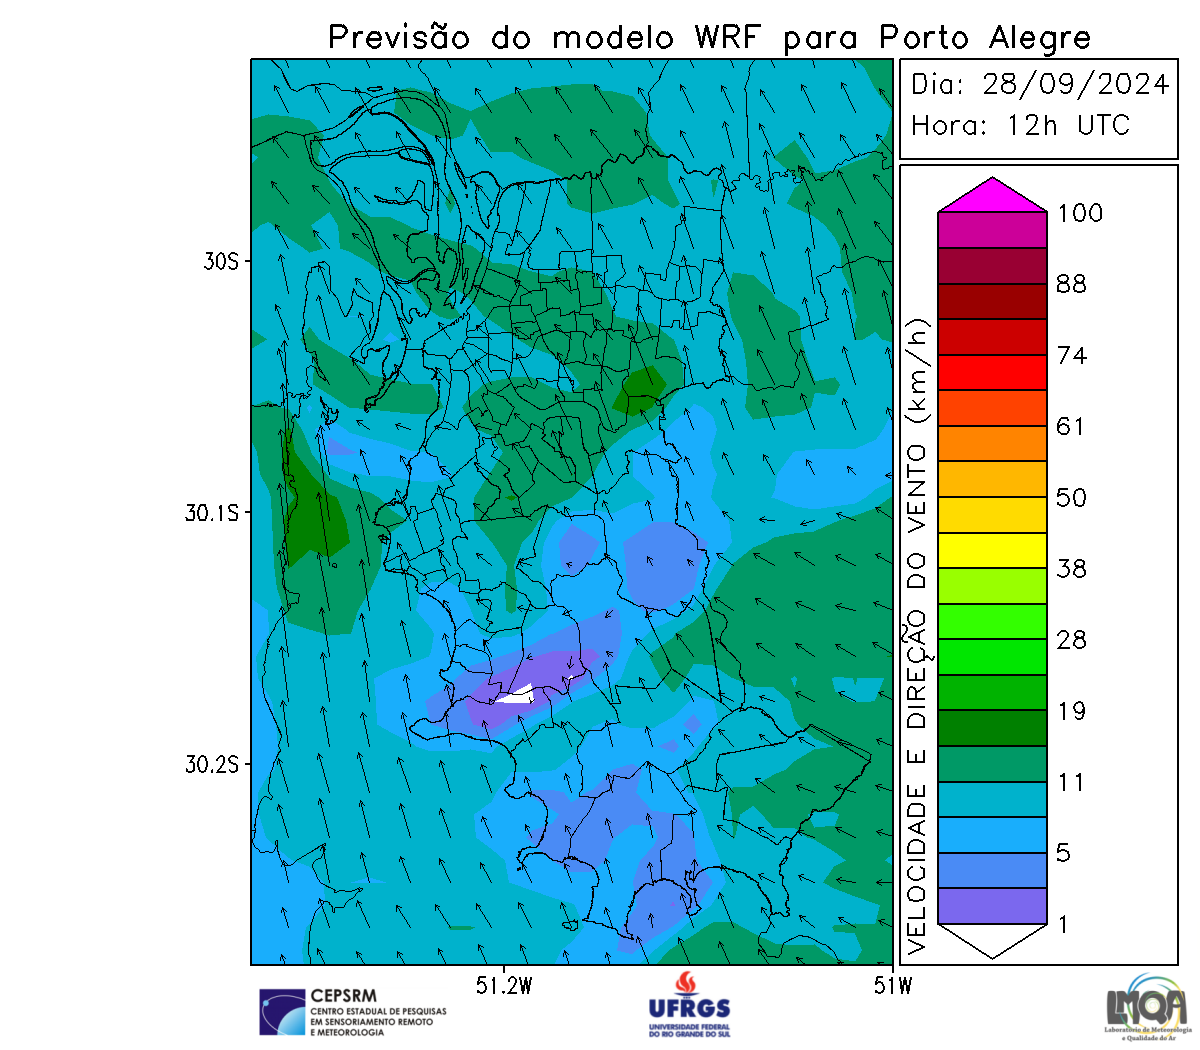 Previsão do modelo WRF para Porto Alegre
Dia: 28/09/2024
Hora: 12h UTC
30S
30.1S
30.2S
51.2W
51W
VELOCIDADE E DIREÇÃO DO VENTO (km/h)
100
88
74
61
50
38
28
19
11
5
1
CEPSRM
CENTRO ESTADUAL DE PESQUISAS
EM SENSORIAMENTO REMOTO
E METEOROLOGIA
UFRGS
UNIVERSIDADE FEDERAL
DO RIO GRANDE DO SUL
LMQA
Laboratório de Meteorologia
e Qualidade do Ar